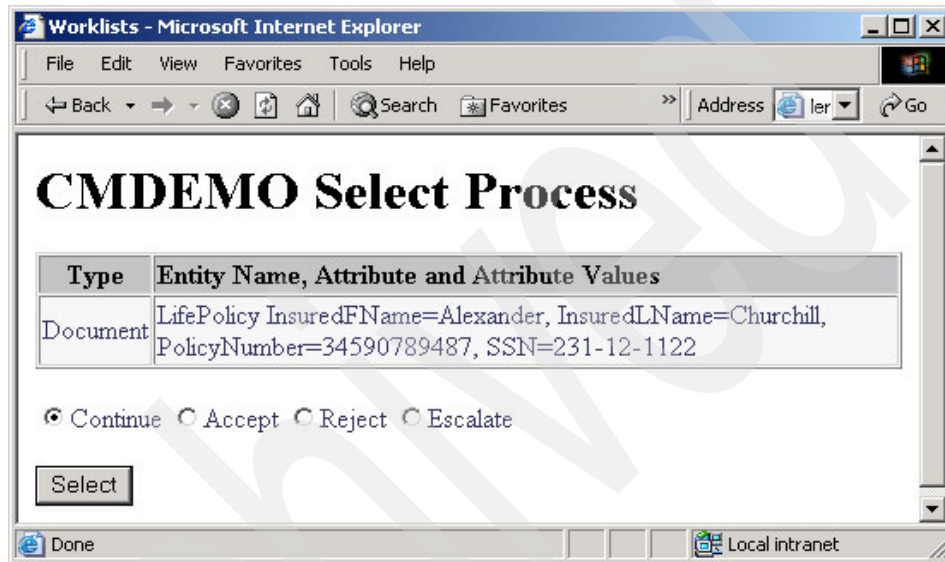 Worklists - Microsoft Internet Explorer
File Edit View Favorites Tools Help
Back Search Favorites » Address ler Go
CMDEMO Select Process
Type Entity Name, Attribute and Attribute Values
Document LifePolicy InsuredFName=Alexander, InsuredLName=Churchill,
PolicyNumber=34590789487, SSN=231-12-1122
Continue Accept Reject Escalate
Select
Done Local intranet